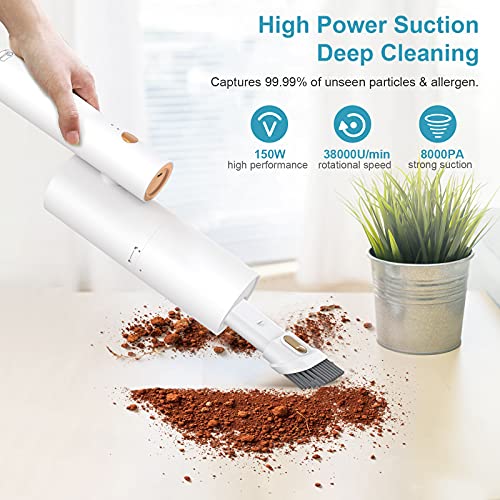 High Power Suction
Deep Cleaning
Captures 99.99% of unseen particles & allergen.
150W
high performance
38000U/min
rotational speed
8000PA
strong suction